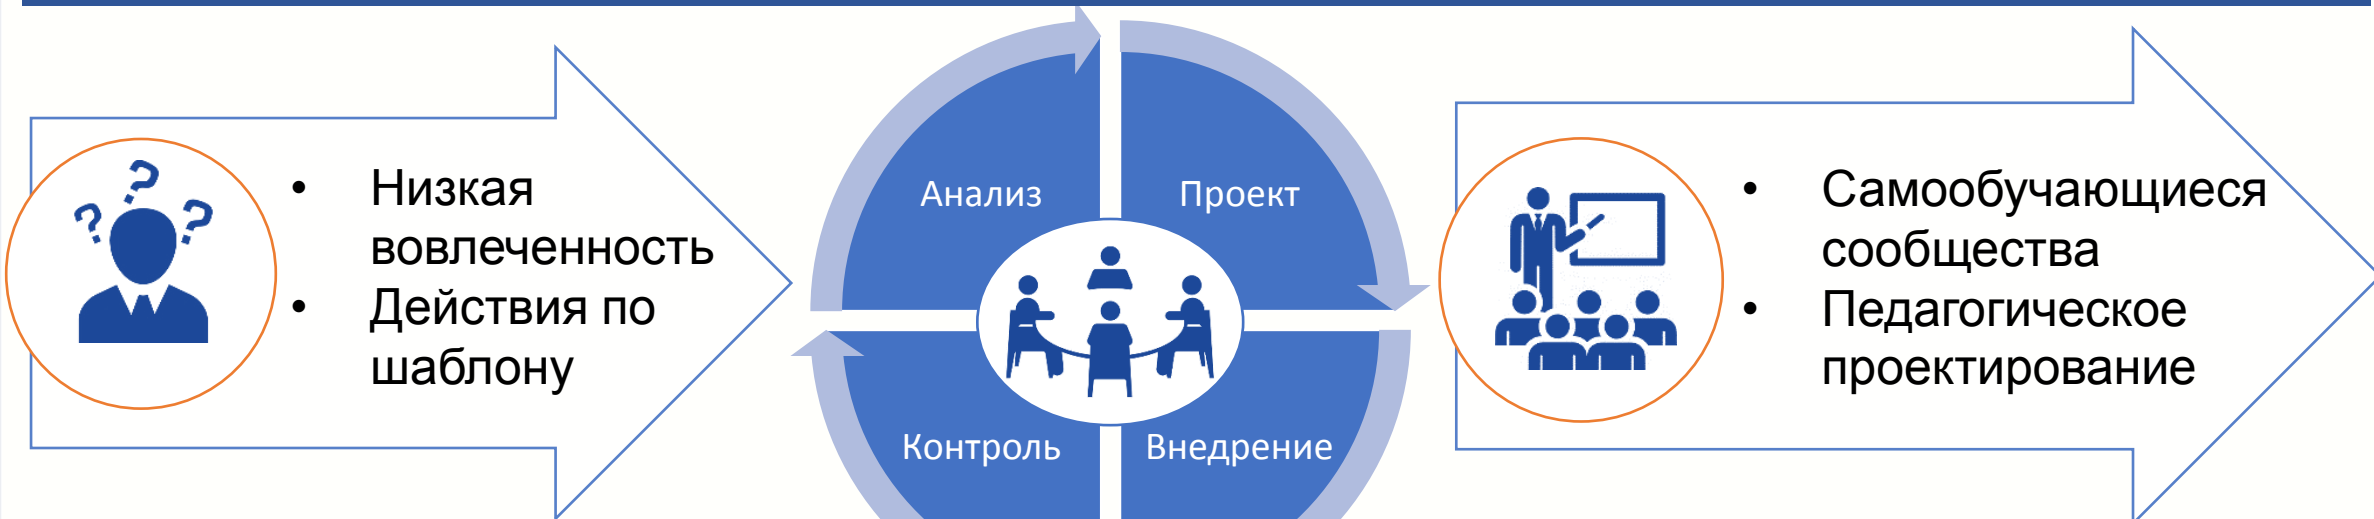 • Низкая
вовлеченность
• Действия по
шаблону
Анализ
Проект
Контроль
Внедрение
• Самообучающиеся
сообщества
• Педагогическое
проектирование